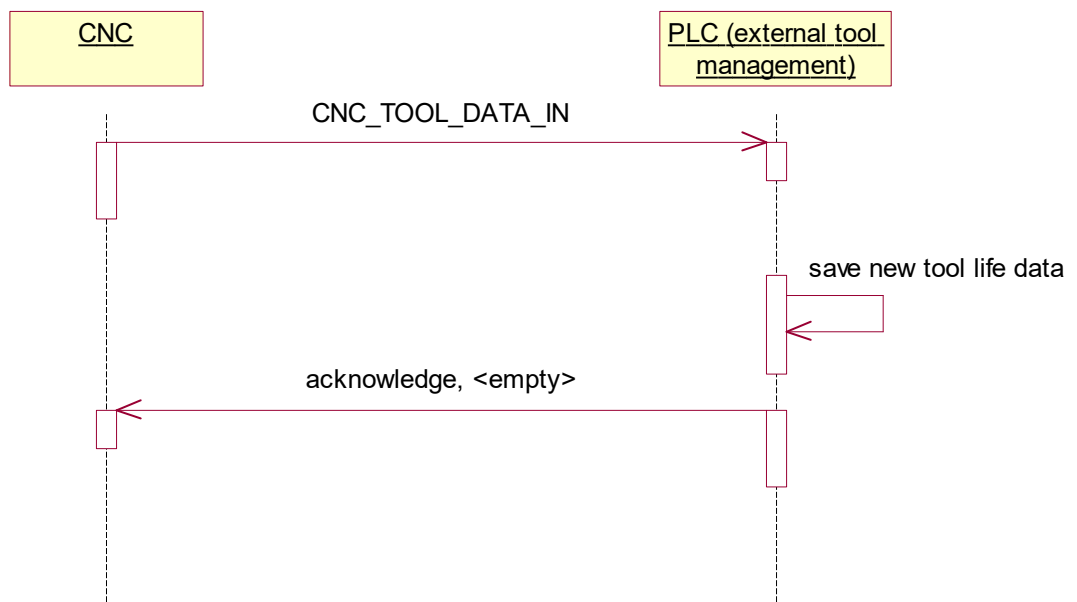 CNC
PLC (external tool
management)
CNC_TOOL_DATA_IN
save new tool life data
acknowledge, <empty>